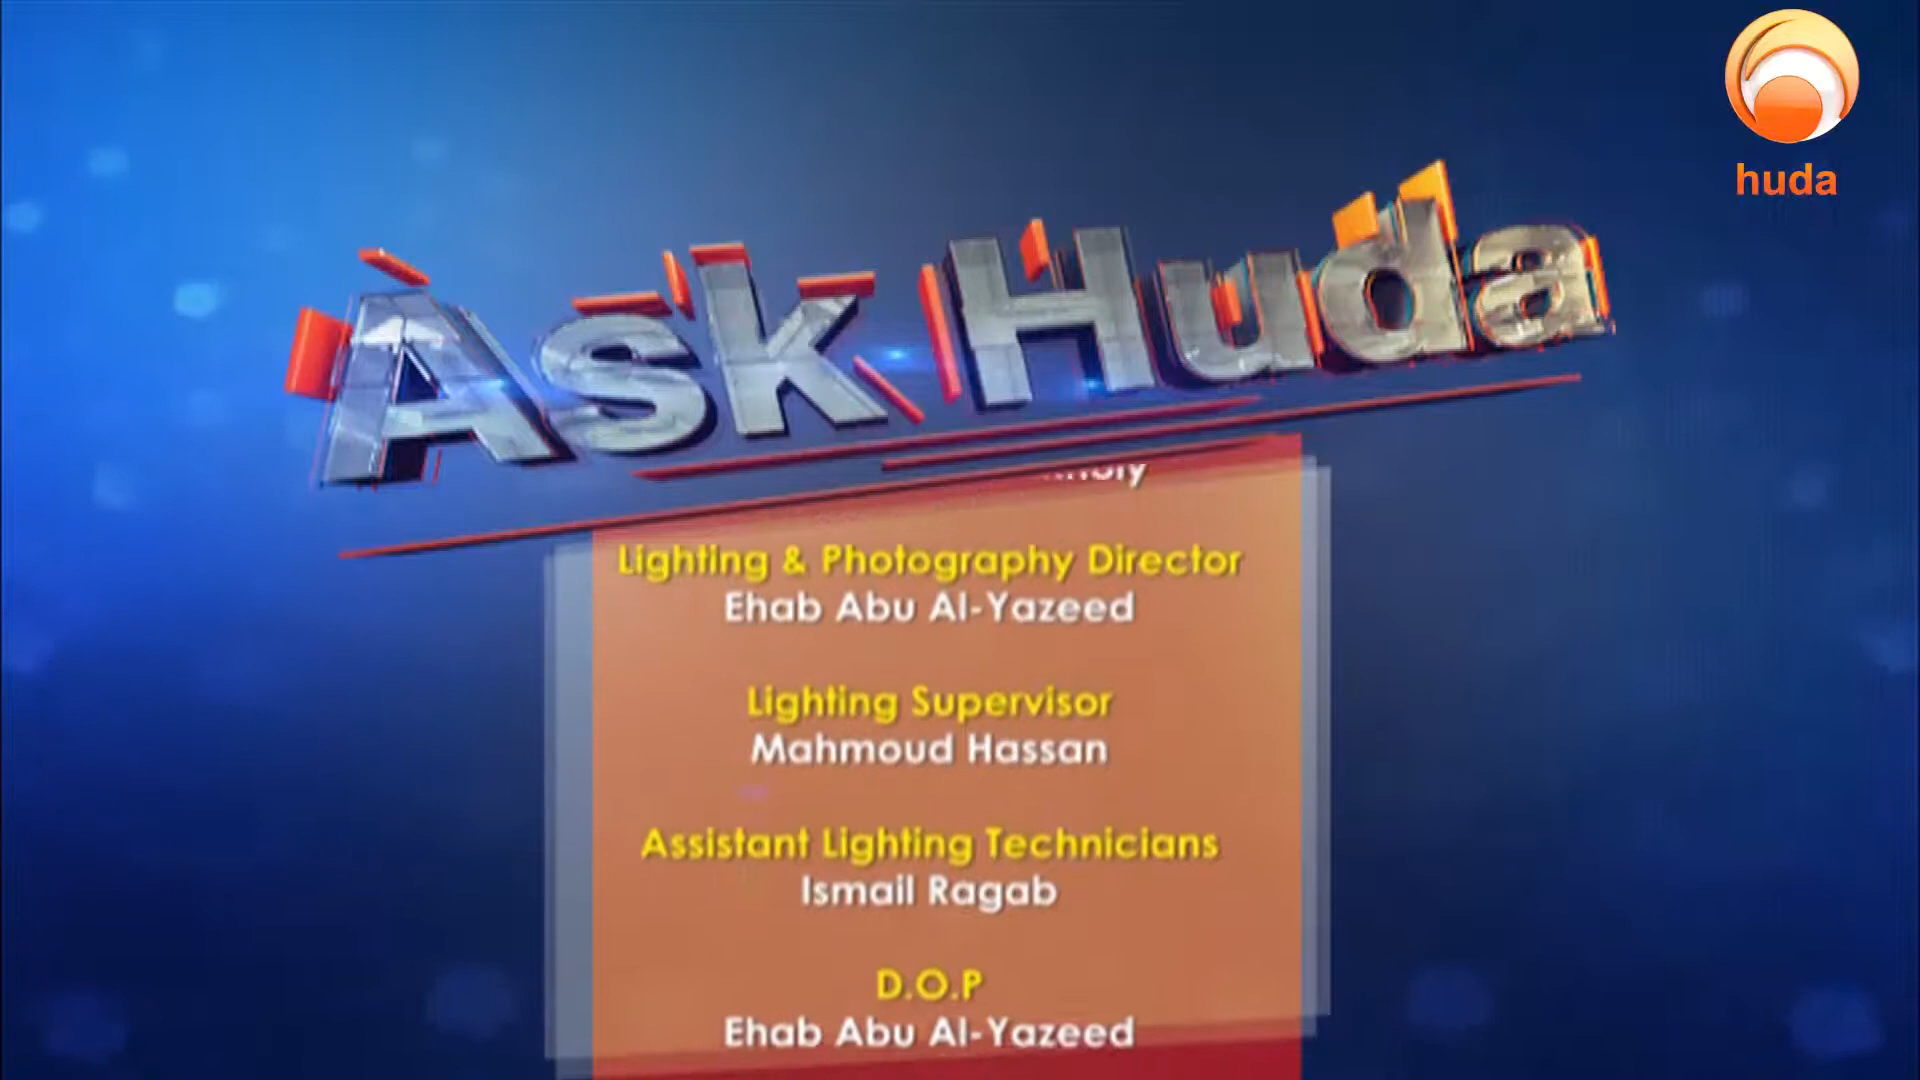 huda
Ask Huda
Lighting & Photography Director
Ehab Abu Al-Yazeed
Lighting Supervisor
Mahmoud Hassan
Assistant Lighting Technicians
Ismail Ragab
D.O.P
Ehab Abu Al-Yazeed